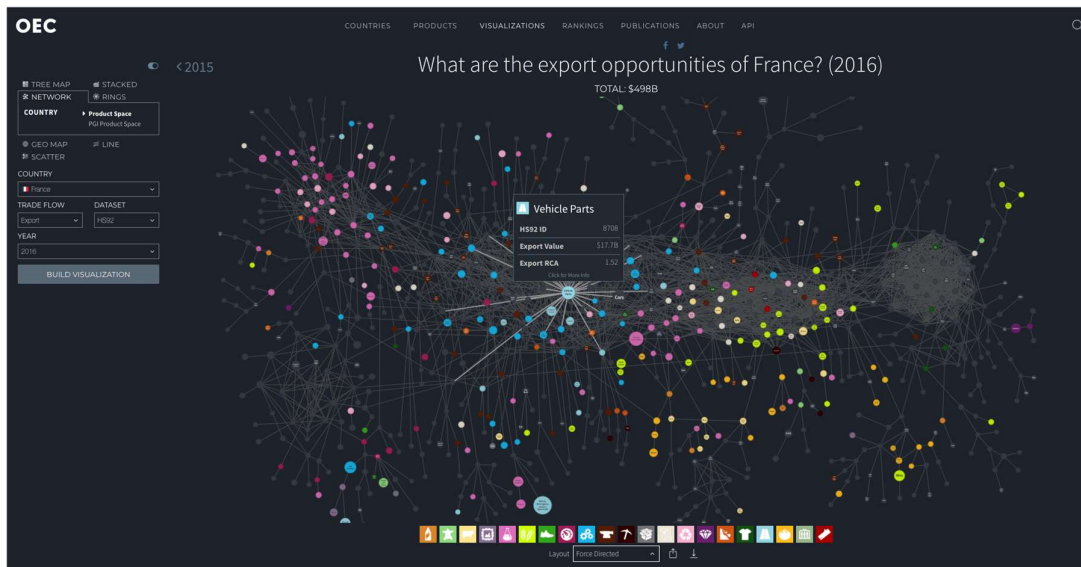 OEC
COUNTRIES PRODUCTS VISUALIZATIONS RANKINGS PUBLICATIONS ABOUT API
2015
What are the export opportunities of France? (2016)
TOTAL: $498B
TREE MAP STACKED
NETWORK RINGS
COUNTRY Product Space
PGI Product Space
GEO MAP LINE
SCATTER
COUNTRY
France
TRADE FLOW DATASET
Export HS92
YEAR
2016
BUILD VISUALIZATION
Vehicle Parts
HS92 ID 8708
Export Value $17.7B
Export RCA 1.52
Click for More Info
Cars
Layout Force Directed